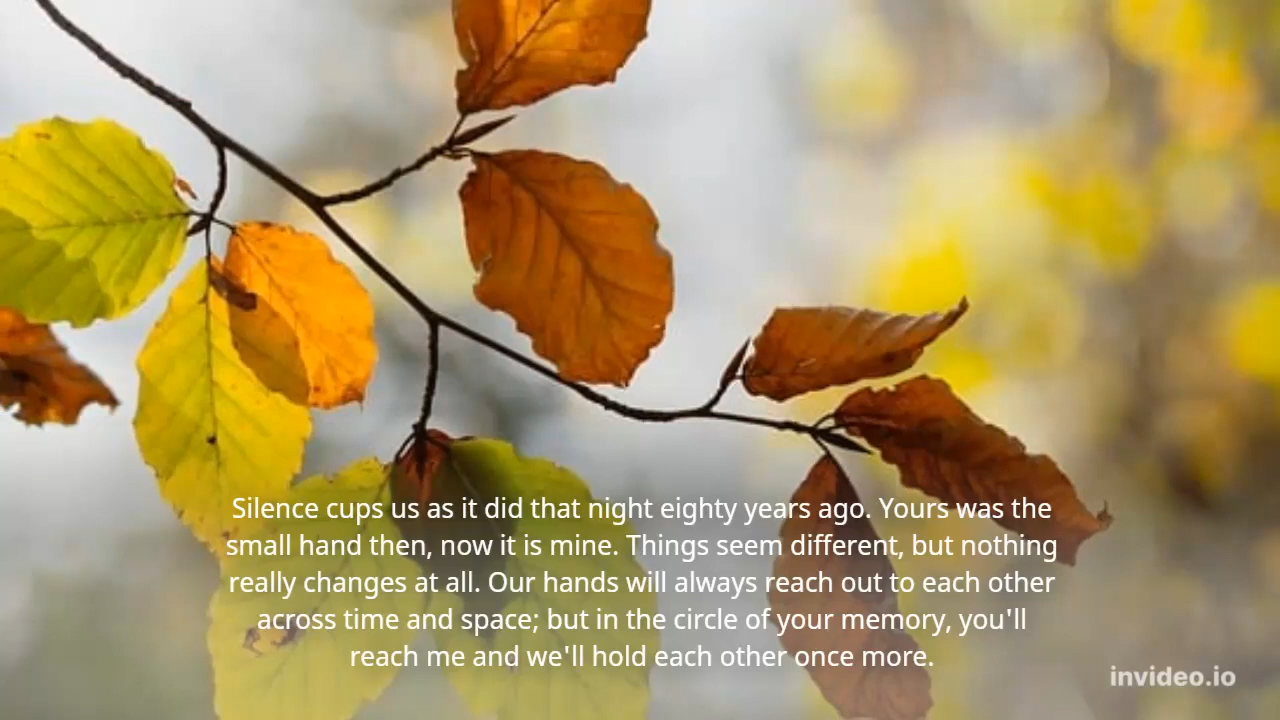 Silence cups us as it did that night eighty years ago. Yours was the
small hand then, now it is mine. Things seem different, but nothing
really changes at all. Our hands will always reach out to each other
across time and space; but in the circle of your memory, you'll
reach me and we'll hold each other once more.
invideo.io